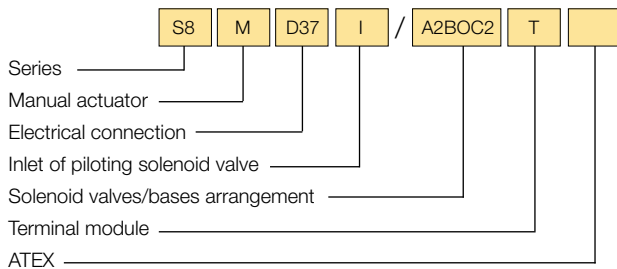 S8 M D37 I / A2BOC2 T
Series
Manual actuator
Electrical connection
Inlet of piloting solenoid valve
Solenoid valves/bases arrangement
Terminal module
ATEX